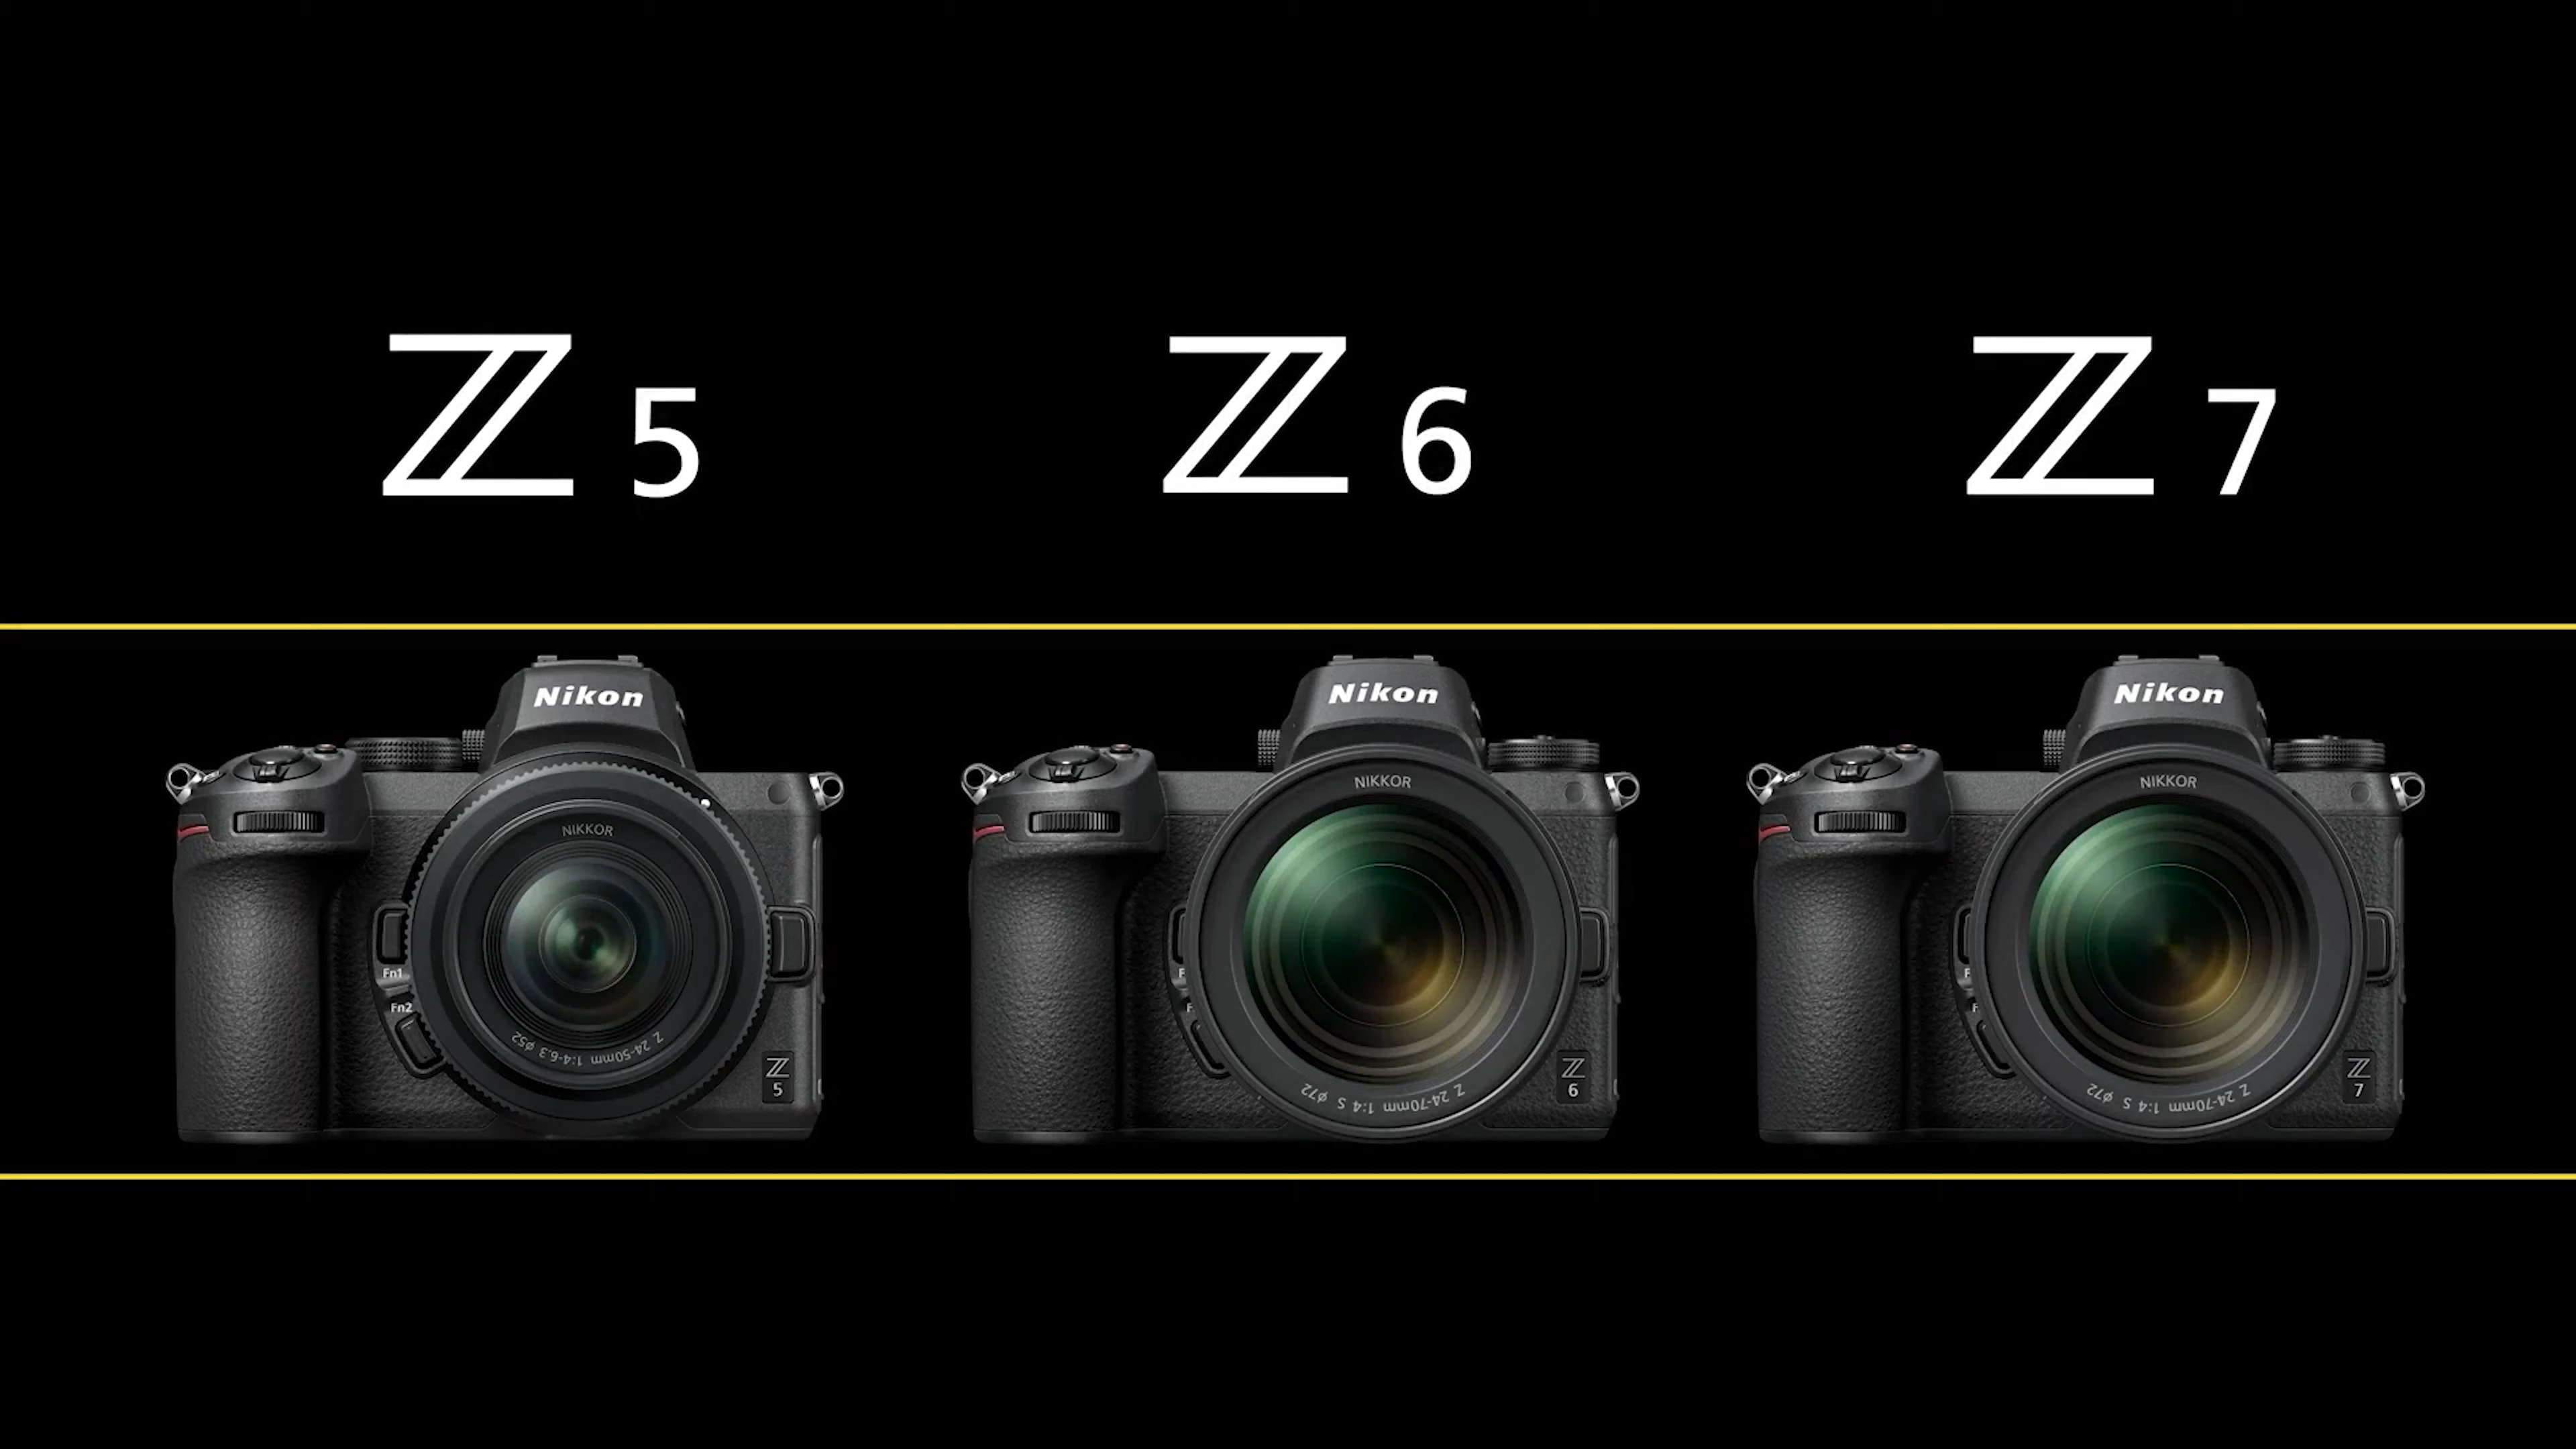 Z 5
Z 6
Z 7
Nikon
NIKKOR
Fn1
Fn2
Z 24-50mm 1:4-6.3 ø52
Z
5
Nikon
NIKKOR
F
F
Z 24-70mm 1:4 S ø72
Z
6
Nikon
NIKKOR
F
F
Z 24-70mm 1:4 S ø72
Z
7